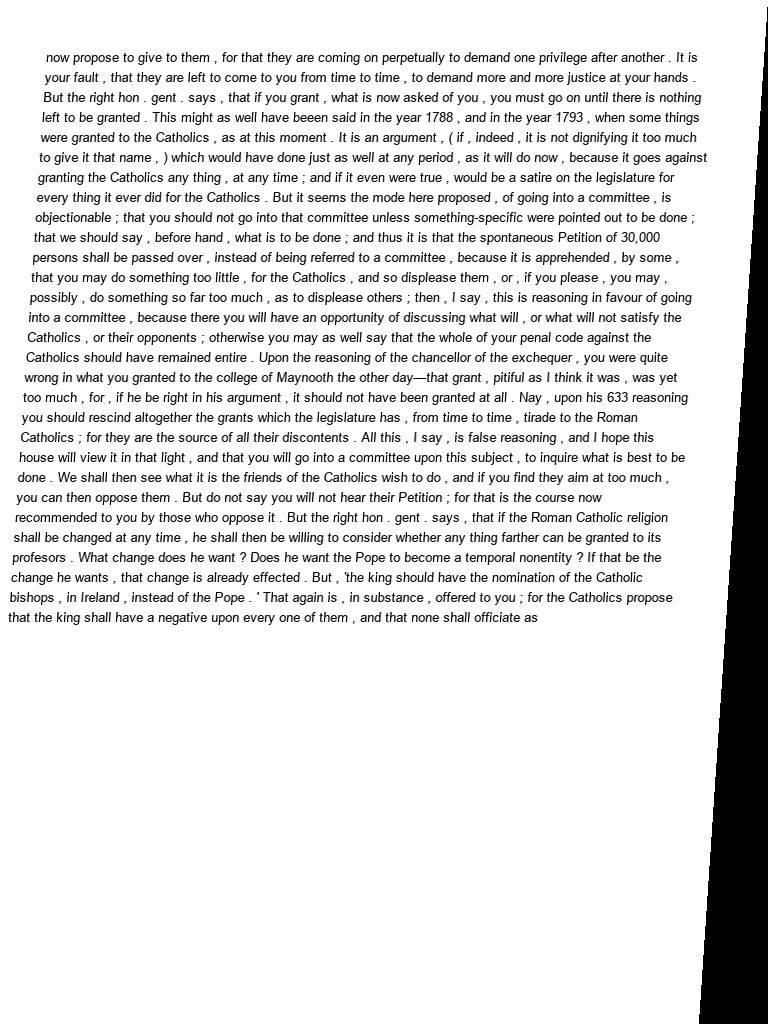 now propose to give to them , for that they are coming on perpetually to demand one privilege after another . It is
your fault , that they are left to come to you from time to time , to demand more and more justice at your hands .
But the right hon . gent . says , that if you grant , what is now asked of you , you must go on until there is nothing
left to be granted . This might as well have beeen said in the year 1788 , and in the year 1793 , when some things
were granted to the Catholics , as at this moment . It is an argument , ( if , indeed , it is not dignifying it too much
to give it that name , ) which would have done just as well at any period , as it will do now , because it goes against
granting the Catholics any thing , at any time ; and if it even were true , would be a satire on the legislature for
every thing it ever did for the Catholics . But it seems the mode here proposed , of going into a committee , is
objectionable ; that you should not go into that committee unless something-specific were pointed out to be done ;
that we should say , before hand , what is to be done ; and thus it is that the spontaneous Petition of 30,000
persons shall be passed over , instead of being referred to a committee , because it is apprehended , by some ,
that you may do something too little , for the Catholics , and so displease them , or , if you please , you may ,
possibly , do something so far too much , as to displease others ; then , I say , this is reasoning in favour of going
into a committee , because there you will have an opportunity of discussing what will , or what will not satisfy the
Catholics , or their opponents ; otherwise you may as well say that the whole of your penal code against the
Catholics should have remained entire . Upon the reasoning of the chancellor of the exchequer , you were quite
wrong in what you granted to the college of Maynooth the other day—that grant , pitiful as I think it was , was yet
too much , for , if he be right in his argument , it should not have been granted at all . Nay , upon his 633 reasoning
you should rescind altogether the grants which the legislature has , from time to time , tirade to the Roman
Catholics ; for they are the source of all their discontents . All this , I say , is false reasoning , and I hope this
house will view it in that light , and that you will go into a committee upon this subject , to inquire what is best to be
done . We shall then see what it is the friends of the Catholics wish to do , and if you find they aim at too much ,
you can then oppose them . But do not say you will not hear their Petition ; for that is the course now
recommended to you by those who oppose it . But the right hon . gent . says , that if the Roman Catholic religion
shall be changed at any time , he shall then be willing to consider whether any thing farther can be granted to its
profesors . What change does he want ? Does he want the Pope to become a temporal nonentity ? If that be the
change he wants , that change is already effected . But , 'the king should have the nomination of the Catholic
bishops , in Ireland , instead of the Pope . ' That again is , in substance , offered to you ; for the Catholics propose
that the king shall have a negative upon every one of them , and that none shall officiate as